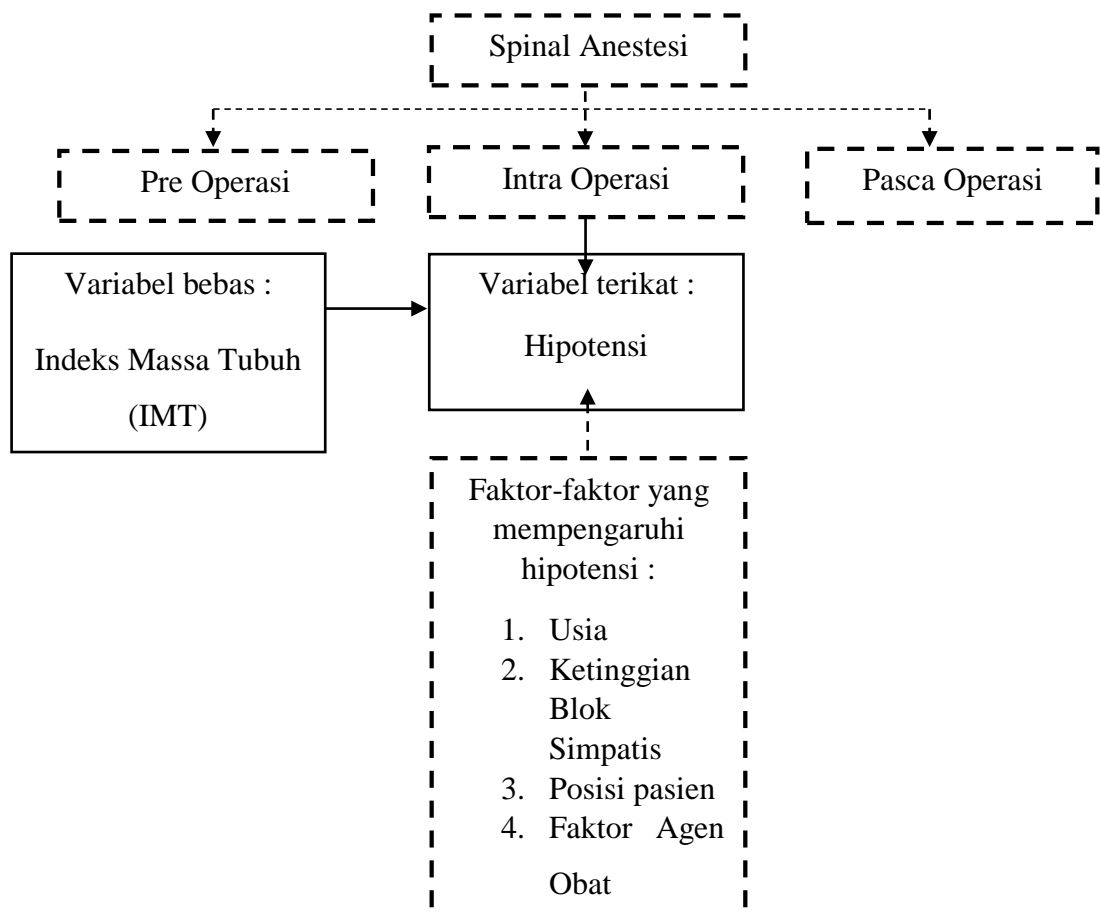 Spinal Anestesi
Pre Operasi
Intra Operasi
Pasca Operasi
Variabel bebas :
Indeks Massa Tubuh
(IMT)
Variabel terikat :
Hipotensi
Faktor-faktor yang
mempengaruhi
hipotensi :
1. Usia
2. Ketinggian
Blok
Simpatis
3. Posisi pasien
4. Faktor Agen
Obat